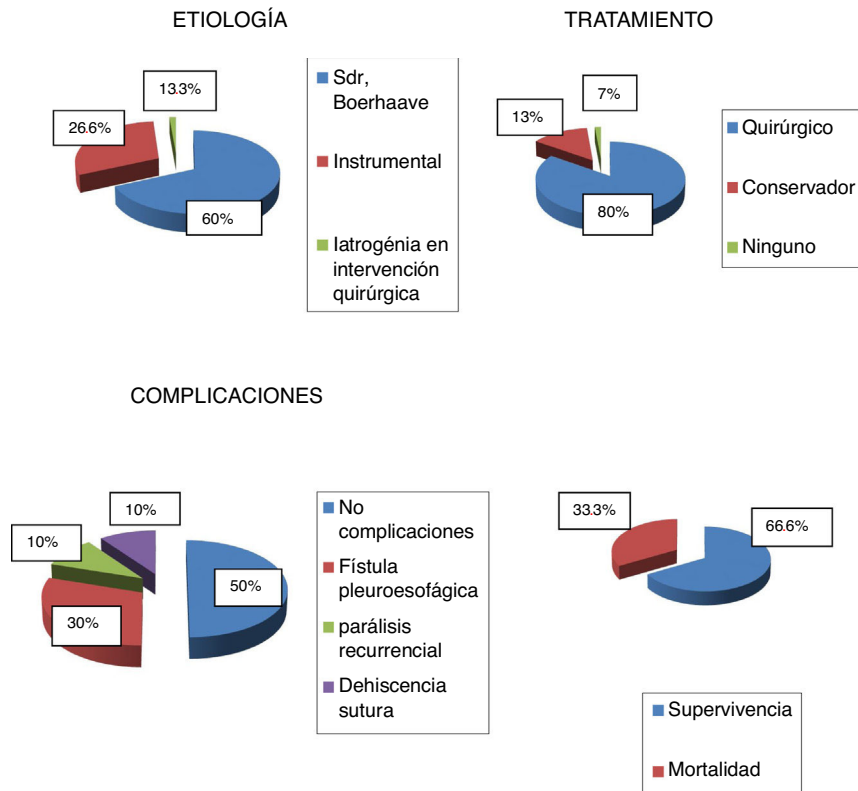 ETIOLOGÍA
13.3%
26.6%
60%
Sdr,
Boerhaave
Instrumental
Iatrogénia en
intervención
quirúrgica
TRATAMIENTO
7%
13%
80%
Quirúrgico
Conservador
Ninguno
COMPLICACIONES
10%
10%
50%
30%
No
complicaciones
Fístula
pleuroesofágica
parálisis
recurrencial
Dehiscencia
sutura
33.3%
66.6%
Supervivencia
Mortalidad